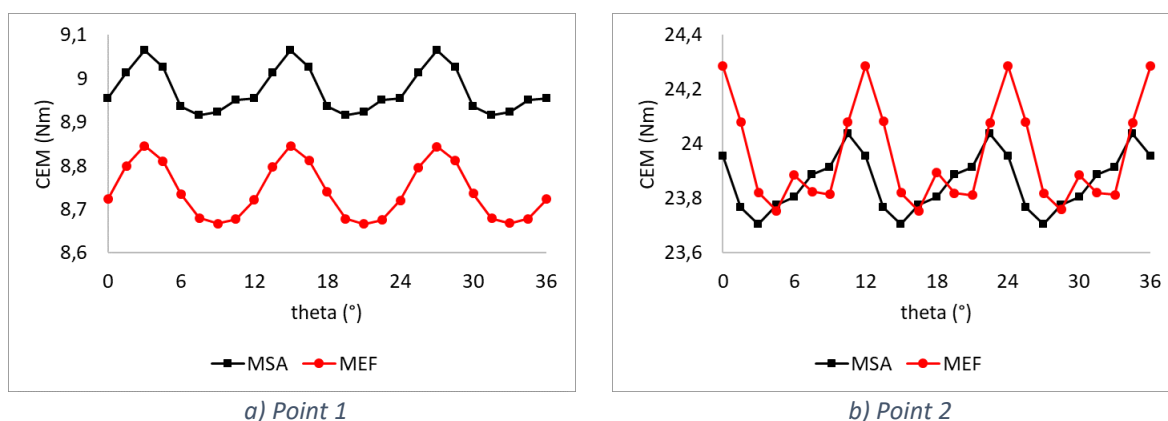 9,1
9
8,9
8,8
8,7
8,6
CEM (Nm)
0 6 12 18 24 30 36
theta (°)
MSA MEF
a) Point 1
24,4
24,2
24
23,8
23,6
CEM (Nm)
0 6 12 18 24 30 36
theta (°)
MSA MEF
b) Point 2